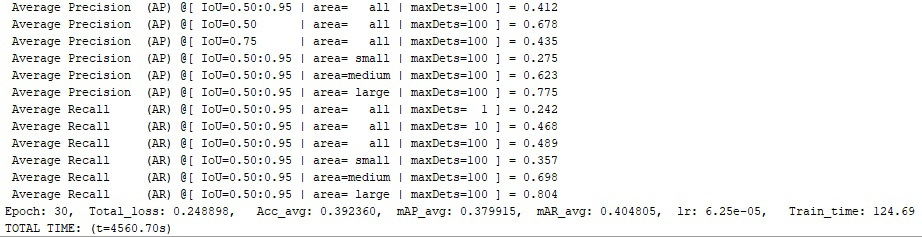 Average Precision  (AP) @[ IoU=0.50:0.95 | area=   all | maxDets=100 ] = 0.412
Average Precision  (AP) @[ IoU=0.50      | area=   all | maxDets=100 ] = 0.678
Average Precision  (AP) @[ IoU=0.75      | area=   all | maxDets=100 ] = 0.435
Average Precision  (AP) @[ IoU=0.50:0.95 | area= small | maxDets=100 ] = 0.275
Average Precision  (AP) @[ IoU=0.50:0.95 | area=medium | maxDets=100 ] = 0.623
Average Precision  (AP) @[ IoU=0.50:0.95 | area= large | maxDets=100 ] = 0.775
Average Recall     (AR) @[ IoU=0.50:0.95 | area=   all | maxDets=  1 ] = 0.242
Average Recall     (AR) @[ IoU=0.50:0.95 | area=   all | maxDets= 10 ] = 0.468
Average Recall     (AR) @[ IoU=0.50:0.95 | area=   all | maxDets=100 ] = 0.489
Average Recall     (AR) @[ IoU=0.50:0.95 | area= small | maxDets=100 ] = 0.357
Average Recall     (AR) @[ IoU=0.50:0.95 | area=medium | maxDets=100 ] = 0.698
Average Recall     (AR) @[ IoU=0.50:0.95 | area= large | maxDets=100 ] = 0.804
Epoch: 30,  Total_loss: 0.248898,   Acc_avg: 0.392360,  mAP_avg: 0.379915,  mAR_avg: 0.404805,  lr: 6.25e-05,   Train_time: 124.69
TOTAL TIME: (t=4560.70s)